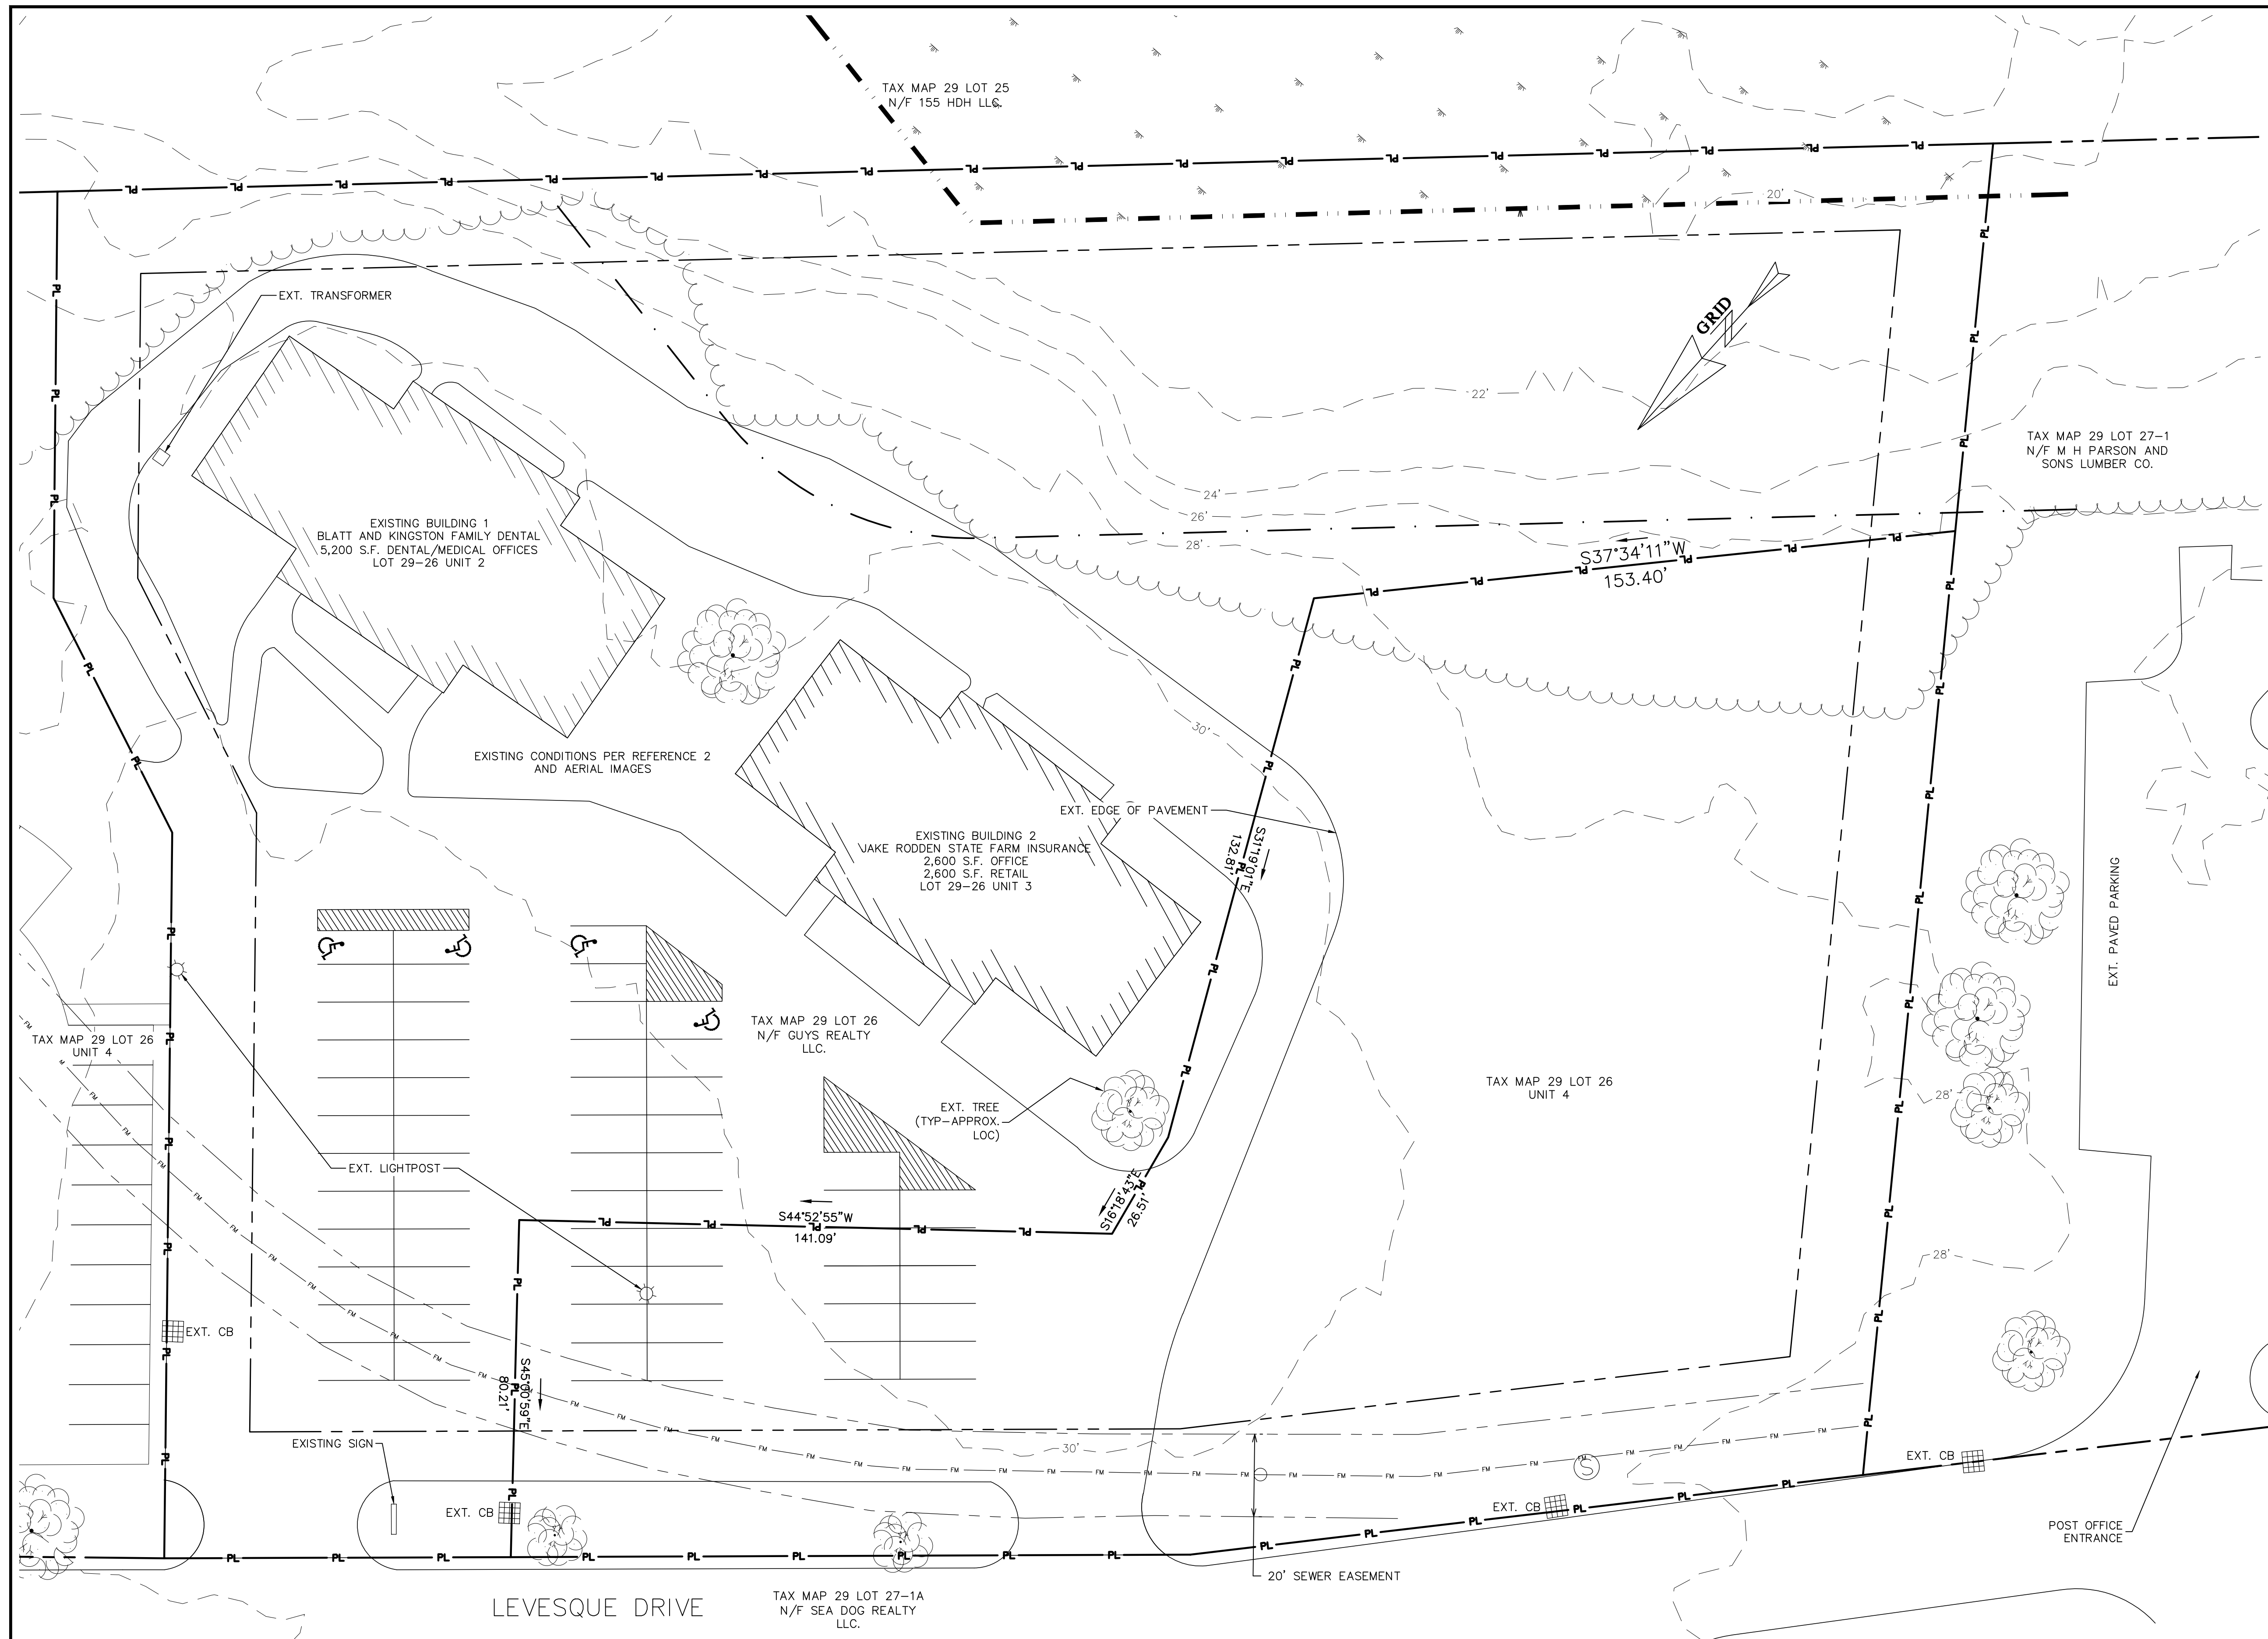 TAX MAP 29 LOT 25
N/F 155 HDH LLC.
20'
EXT. TRANSFORMER
GRID
N
22'
TAX MAP 29 LOT 27-1
N/F M H PARSON AND
SONS LUMBER CO.
24'
26'
28'
EXISTING BUILDING 1
BLATT AND KINGSTON FAMILY DENTAL
5,200 S.F. DENTAL/MEDICAL OFFICES
LOT 29-26 UNIT 2
S37°34'11"W
153.40'
30'
EXISTING CONDITIONS PER REFERENCE 2
AND AERIAL IMAGES
EXT. EDGE OF PAVEMENT
EXISTING BUILDING 2
JAKE RODDEN STATE FARM INSURANCE
2,600 S.F. OFFICE
2,600 S.F. RETAIL
LOT 29-26 UNIT 3
S31°19'01"E
132.81'
EXT. PAVED PARKING
TAX MAP 29 LOT 26
N/F GUYS REALTY
LLC.
TAX MAP 29 LOT 26
UNIT 4
TAX MAP 29 LOT 26
UNIT 4
EXT. TREE
(TYP-APPROX.
LOC)
28'
EXT. LIGHTPOST
S16°18'43"E
26.51'
S44°52'55"W
141.09'
28'
EXT. CB
S45°00'59"E
80.21'
EXISTING SIGN
30'
EXT. CB
S
EXT. CB
EXT. CB
POST OFFICE
ENTRANCE
20' SEWER EASEMENT
LEVESQUE DRIVE
TAX MAP 29 LOT 27-1A
N/F SEA DOG REALTY
LLC.
PL
FM